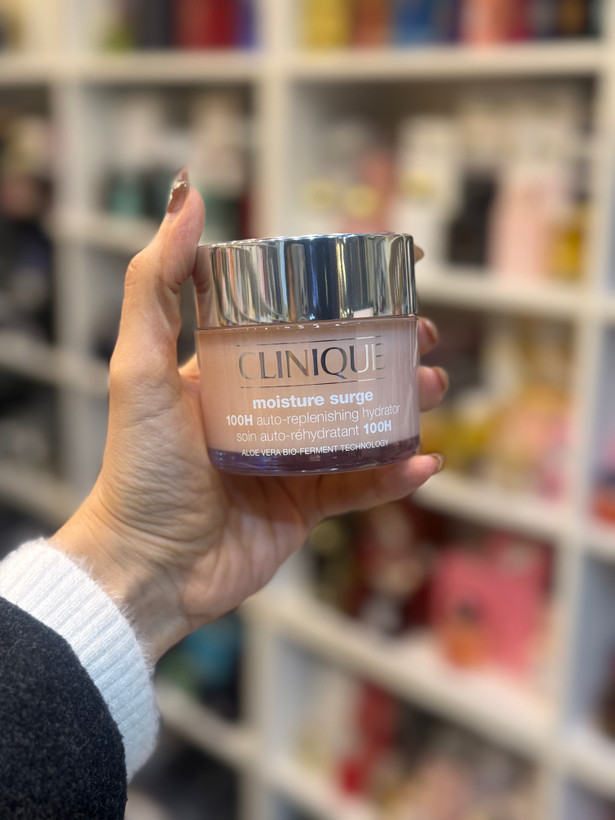 CLINIQUE
moisture surge
100H auto-replenishing hydrator
soin auto-réhydratant 100H
ALOE VERA BIO-FERMENT TECHNOLOGY